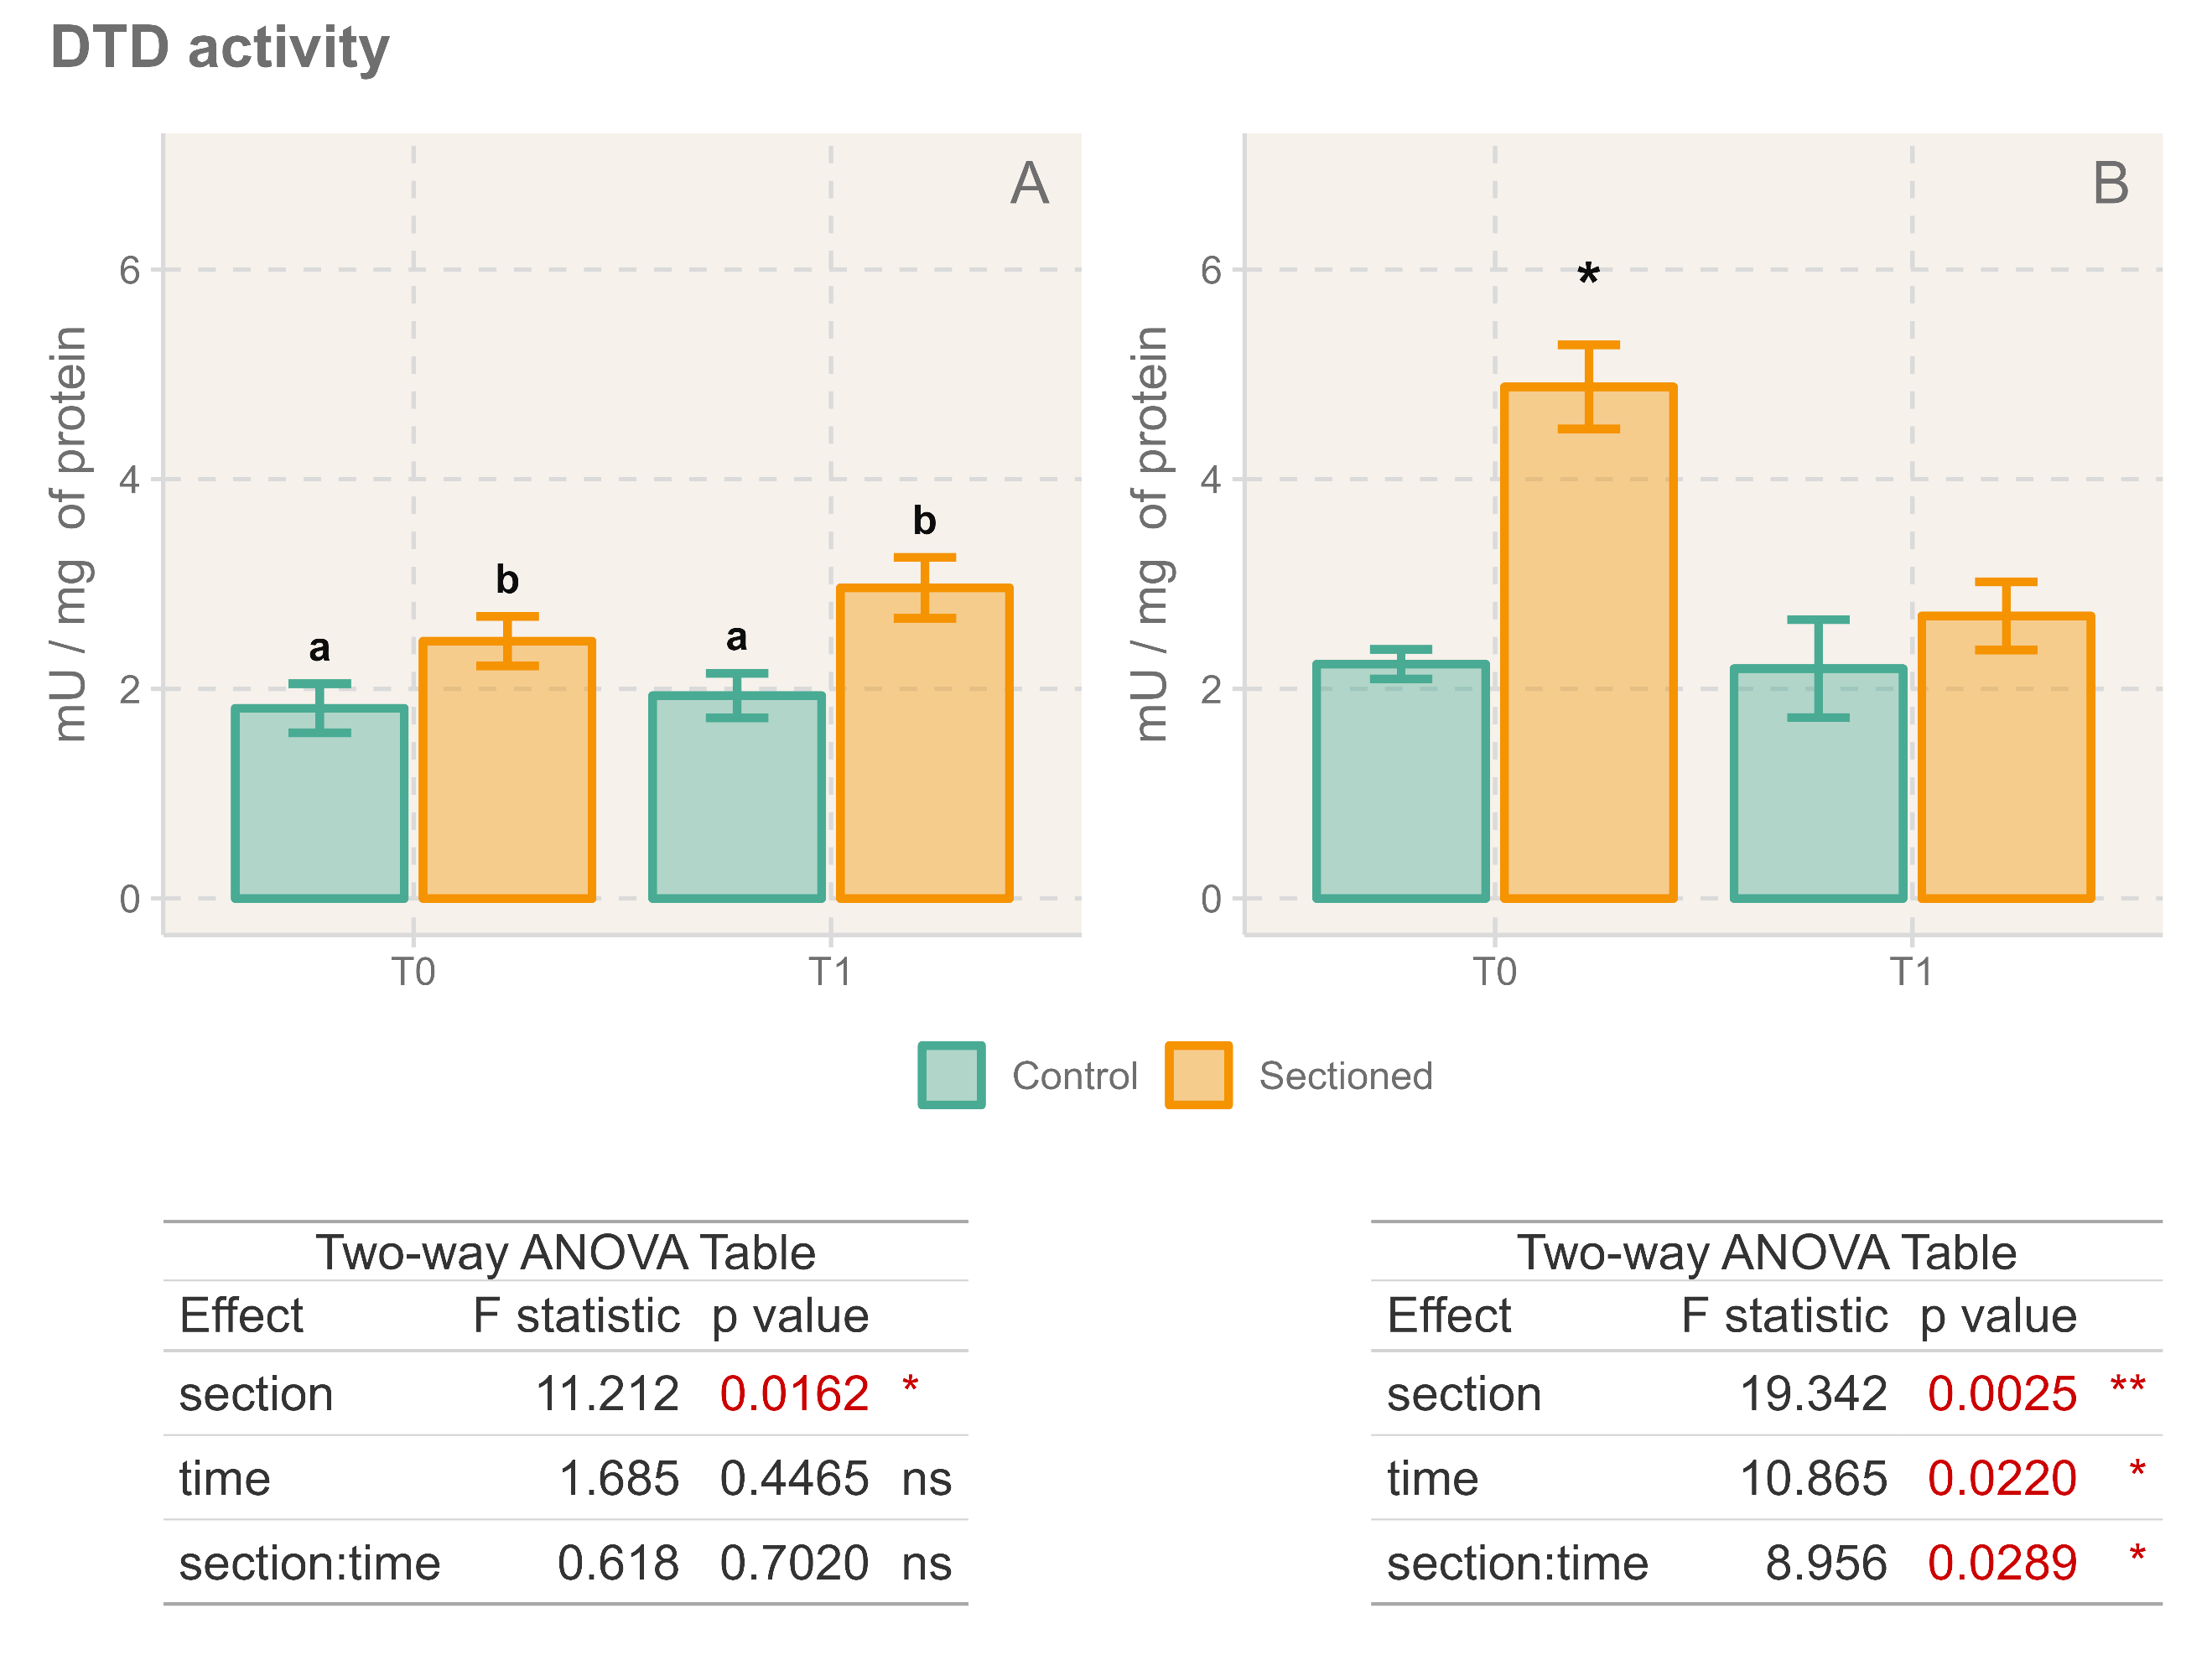 DTD activity
A
mU / mg of protein
6
4
2
0
a
b
a
b
T0 T1
B
mU / mg of protein
6
4
2
0
*
T0 T1
Control Sectioned
Two-way ANOVA Table
Effect F statistic p value
section 11.212 0.0162 *
time 1.685 0.4465 ns
section:time 0.618 0.7020 ns
Two-way ANOVA Table
Effect F statistic p value
section 19.342 0.0025 **
time 10.865 0.0220 *
section:time 8.956 0.0289 *